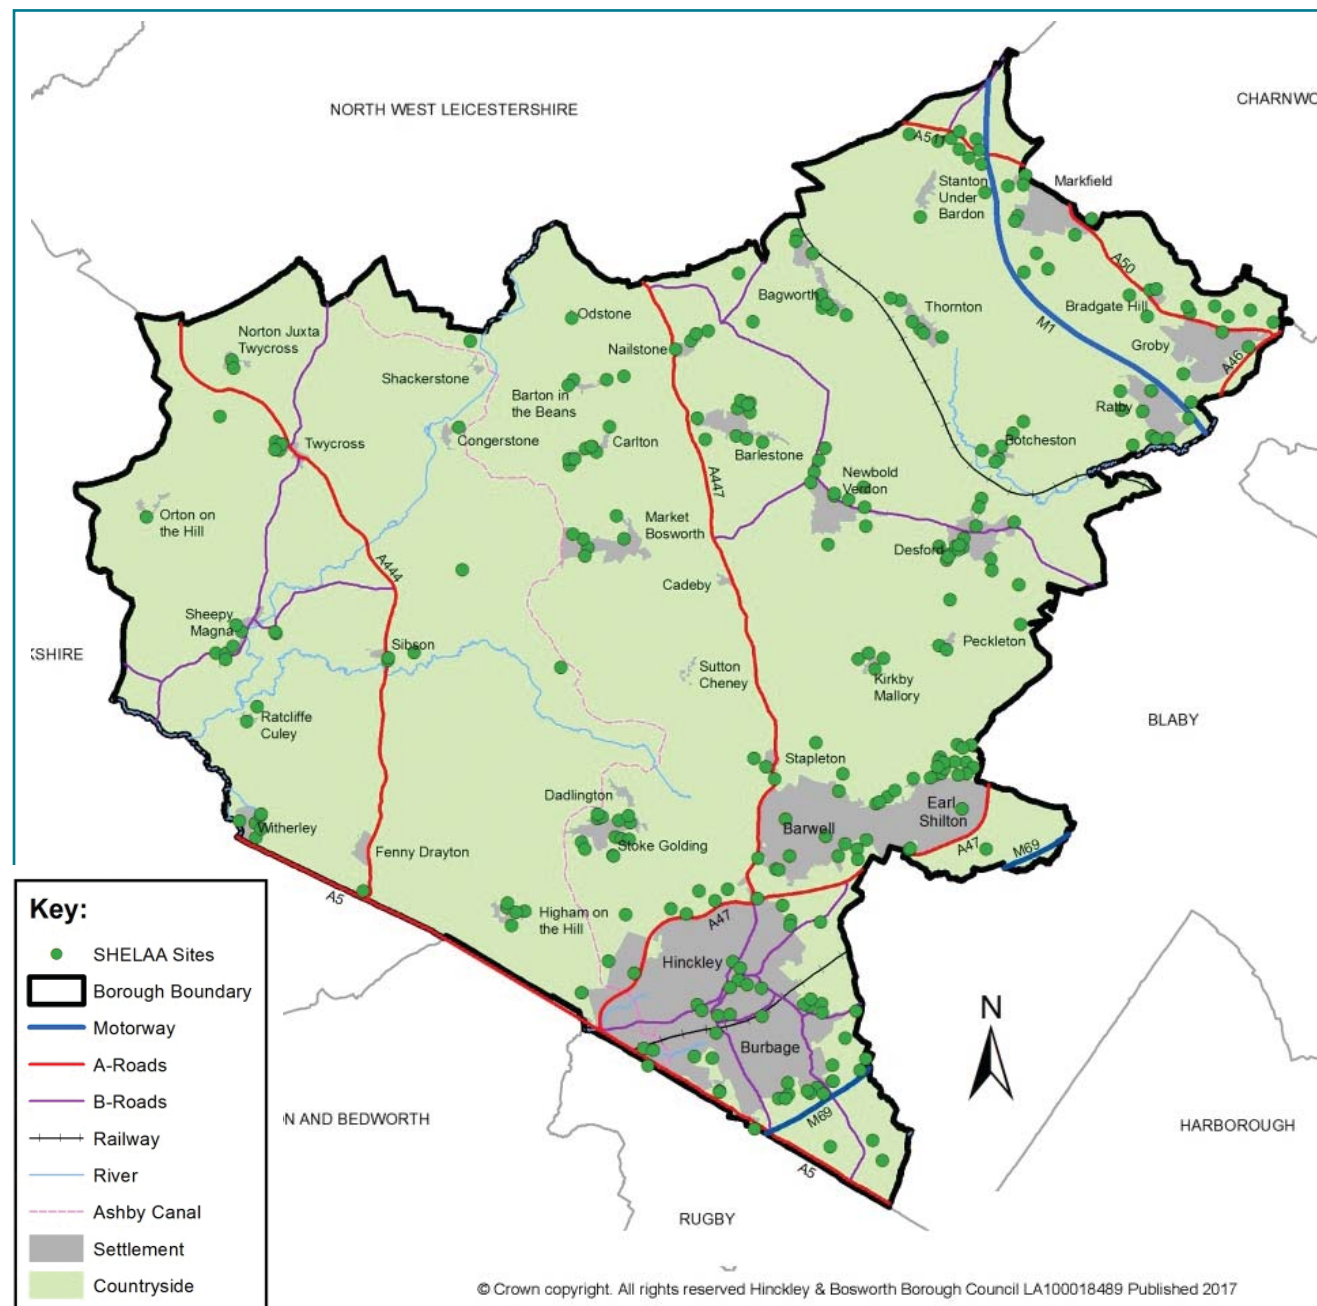 NORTH WEST LEICESTERSHIRE
CHARNWO
A511
Stanton
Under
Bardon
Markfield
A50
Bradgate Hill
Groby
A46
M1
Ratby
Bagworth
Thornton
Botcheston
Norton Juxta
Twycross
Shackerstone
Odstone
Nailstone
Barton in
the Beans
Congerstone
Carlton
Barlestone
A447
Twycross
Newbold
Verdon
Orton on
the Hill
Market
Bosworth
Desford
A444
Cadeby
Sheepy
Magna
Sibson
Sutton
Cheney
Kirkby
Mallory
Peckleton
KSHIRE
BLABY
Ratcliffe
Culey
Stapleton
Dadlington
Earl
Shilton
Barwell
Witherley
Stoke Golding
Fenny Drayton
A47
M69
A5
Higham on
the Hill
A47
Hinckley
Burbage
M69
A5
N
ON AND BEDWORTH
HARBOROUGH
RUGBY
Key:
SHELAA Sites
Borough Boundary
Motorway
A-Roads
B-Roads
Railway
River
Ashby Canal
Settlement
Countryside
© Crown copyright. All rights reserved Hinckley & Bosworth Borough Council LA100018489 Published 2017